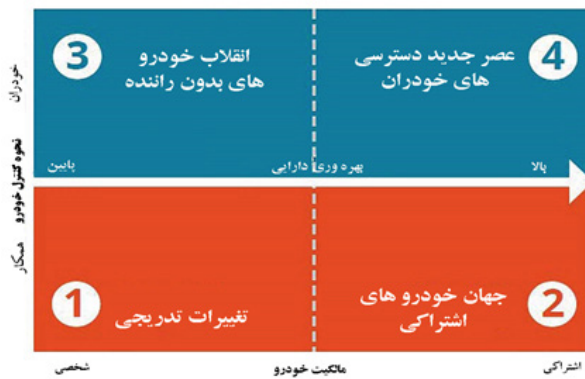 عصر جدید دسترسی
های خودران
4
انقلاب خودرو
های بدون راننده
3
بالا
بهره وری دارایی
پایین
جهان خودرو های
اشتراکی
2
تغییرات تدریجی
1
خودران
نحوه کنترل خودرو
همکار
اشتراکی
مالکیت خودرو
شخصی